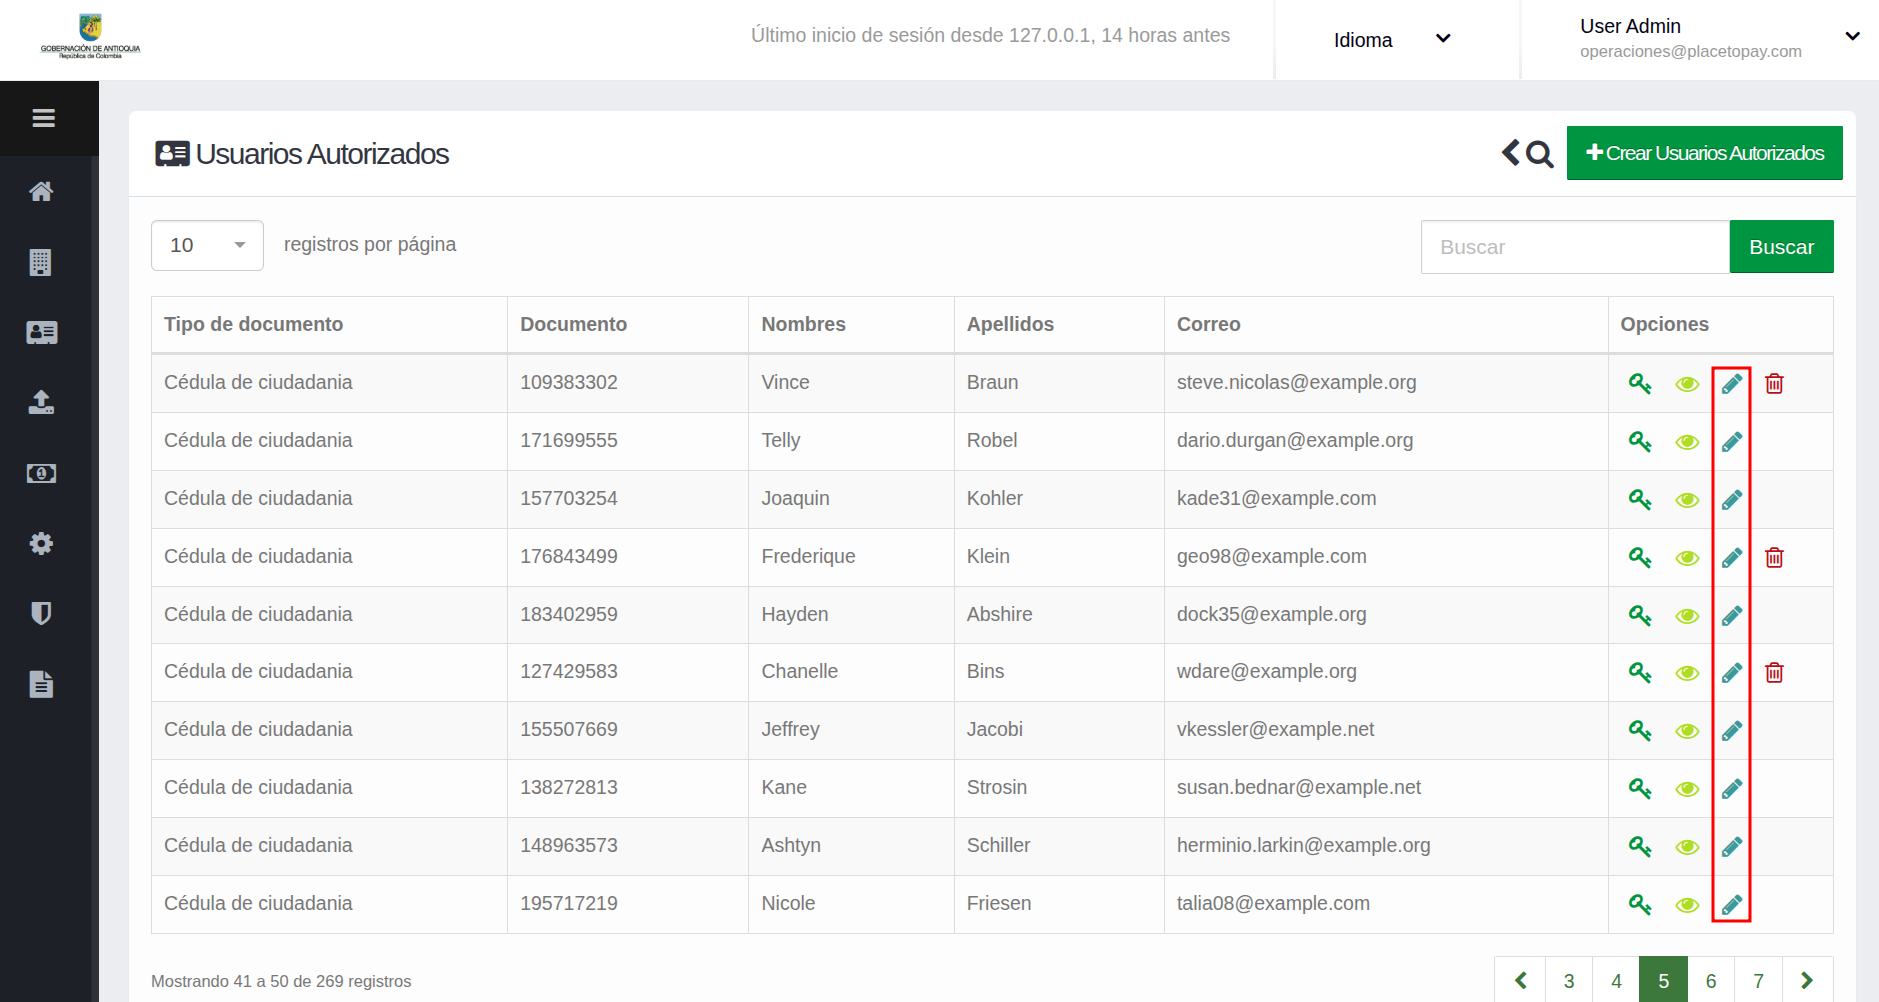 GOBERNACIÓN DE ANTIOQUIA
República de Colombia
Último inicio de sesión desde 127.0.0.1, 14 horas antes
Idioma
User Admin
operaciones@placetopay.com
Usuarios Autorizados
Crear Usuarios Autorizados
10 registros por página
Buscar Buscar
Tipo de documento Documento Nombres Apellidos Correo Opciones
Cédula de ciudadania 109383302 Vince Braun steve.nicolas@example.org
Cédula de ciudadania 171699555 Telly Robel dario.durgan@example.org
Cédula de ciudadania 157703254 Joaquin Kohler kade31@example.com
Cédula de ciudadania 176843499 Frederique Klein geo98@example.com
Cédula de ciudadania 183402959 Hayden Abshire dock35@example.org
Cédula de ciudadania 127429583 Chanelle Bins wdare@example.org
Cédula de ciudadania 155507669 Jeffrey Jacobi vkessler@example.net
Cédula de ciudadania 138272813 Kane Strosin susan.bednar@example.net
Cédula de ciudadania 148963573 Ashtyn Schiller herminio.larkin@example.org
Cédula de ciudadania 195717219 Nicole Friesen talia08@example.com
Mostrando 41 a 50 de 269 registros
3 4 5 6 7